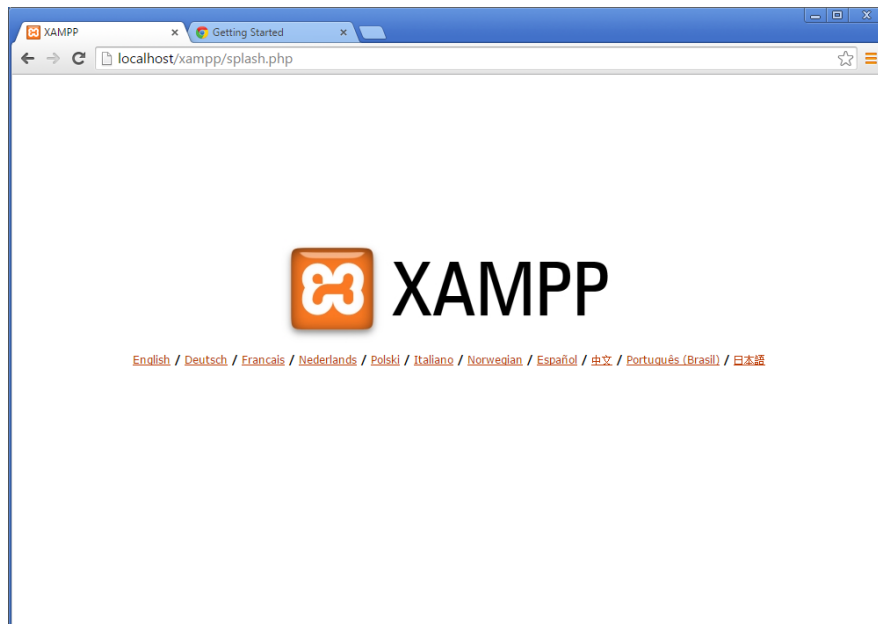 XAMPP
Getting Started
localhost/xampp/splash.php
XAMPP
English / Deutsch / Francais / Nederlands / Polski / Italiano / Norwegian / Español / 中文 / Português (Brasil) / 日本語